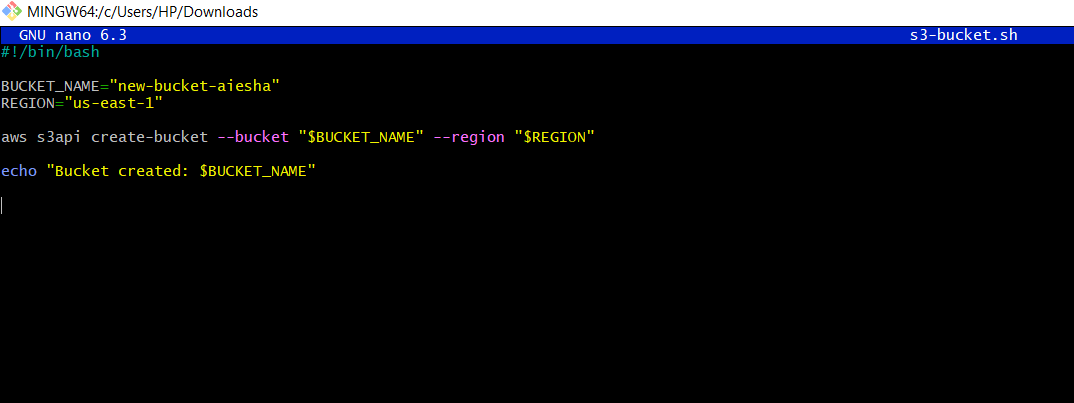 MINGW64:/c/Users/HP/Downloads
GNU nano 6.3 s3-bucket.sh
#!/bin/bash
BUCKET_NAME="new-bucket-aiesha"
REGION="us-east-1"
aws s3api create-bucket --bucket "$BUCKET_NAME" --region "$REGION"
echo "Bucket created: $BUCKET_NAME"